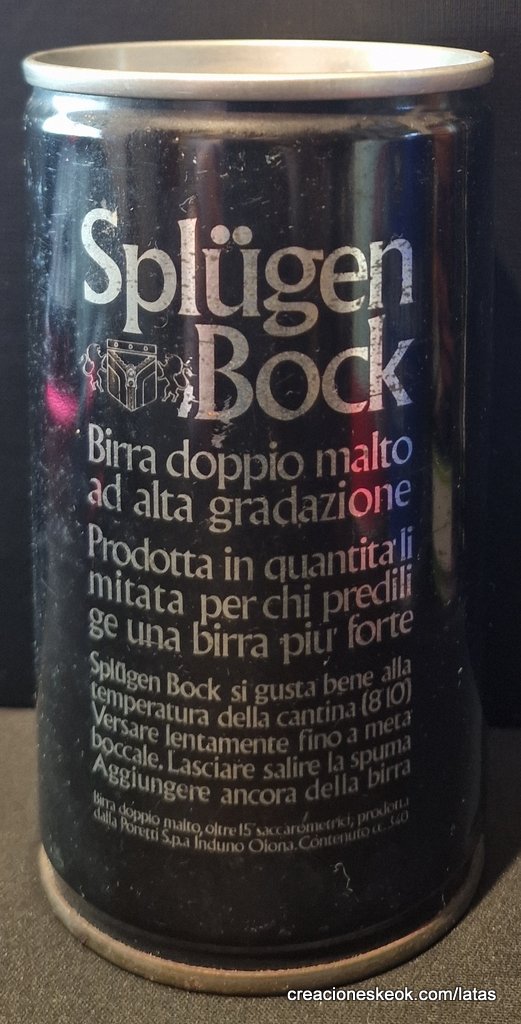 Splügen
Bock
Birra doppio malto
ad alta gradazione
Prodotta in quantita' li
mitata per chi predili
ge una birra piu' forte
Splügen Bock si gusta bene alla
temperatura della cantina (8°10°)
Versare lentamente fino a meta'
boccale. Lasciare salire la spuma
Aggiungere ancora della birra
Birra doppio malto, oltre 15° saccarometrici, prodotta
dalla Poretti S.p.a Induno Olona. Contenuto cc. 340
creacioneskeok.com/latas